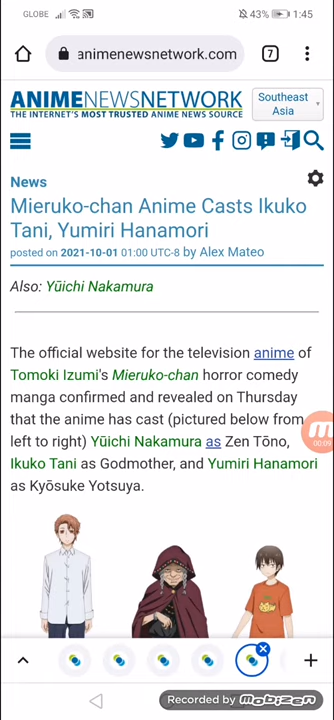 GLOBE 43% 1:45
animenewsnetwork.com 7
ANIMENEWSNETWORK
THE INTERNET'S MOST TRUSTED ANIME NEWS SOURCE
Southeast
Asia
News
Mieruko-chan Anime Casts Ikuko
Tani, Yumiri Hanamori
posted on 2021-10-01 01:00 UTC-8 by Alex Mateo
Also: Yūichi Nakamura
The official website for the television anime of
Tomoki Izumi's Mieruko-chan horror comedy
manga confirmed and revealed on Thursday
that the anime has cast (pictured below from
left to right) Yūichi Nakamura as Zen Tōno,
00:09
Ikuko Tani as Godmother, and Yumiri Hanamori
as Kyōsuke Yotsuya.
Recorded by Mobizen